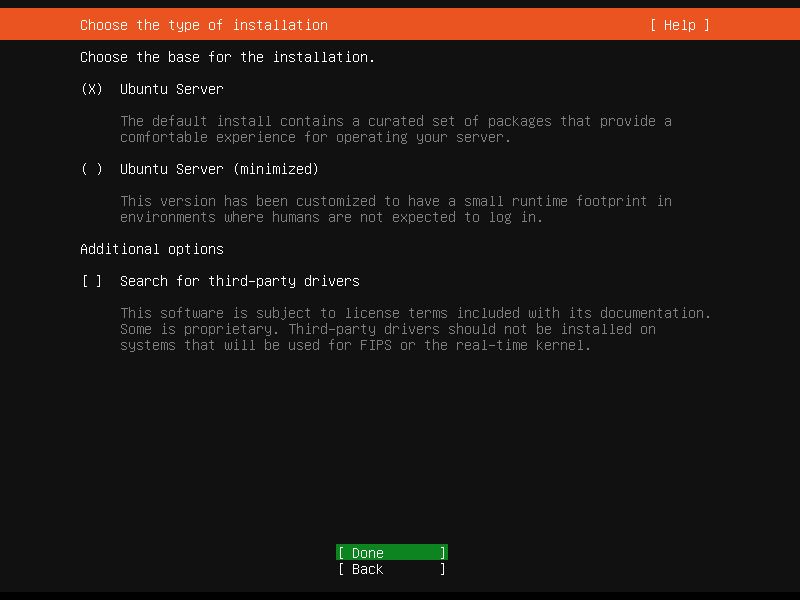 Choose the type of installation [ Help ]
Choose the base for the installation.
(X) Ubuntu Server
The default install contains a curated set of packages that provide a
comfortable experience for operating your server.
( ) Ubuntu Server (minimized)
This version has been customized to have a small runtime footprint in
environments where humans are not expected to log in.
Additional options
[ ] Search for third-party drivers
This software is subject to license terms included with its documentation.
Some is proprietary. Third-party drivers should not be installed on
systems that will be used for FIPS or the real-time kernel.
[ Done ]
[ Back ]